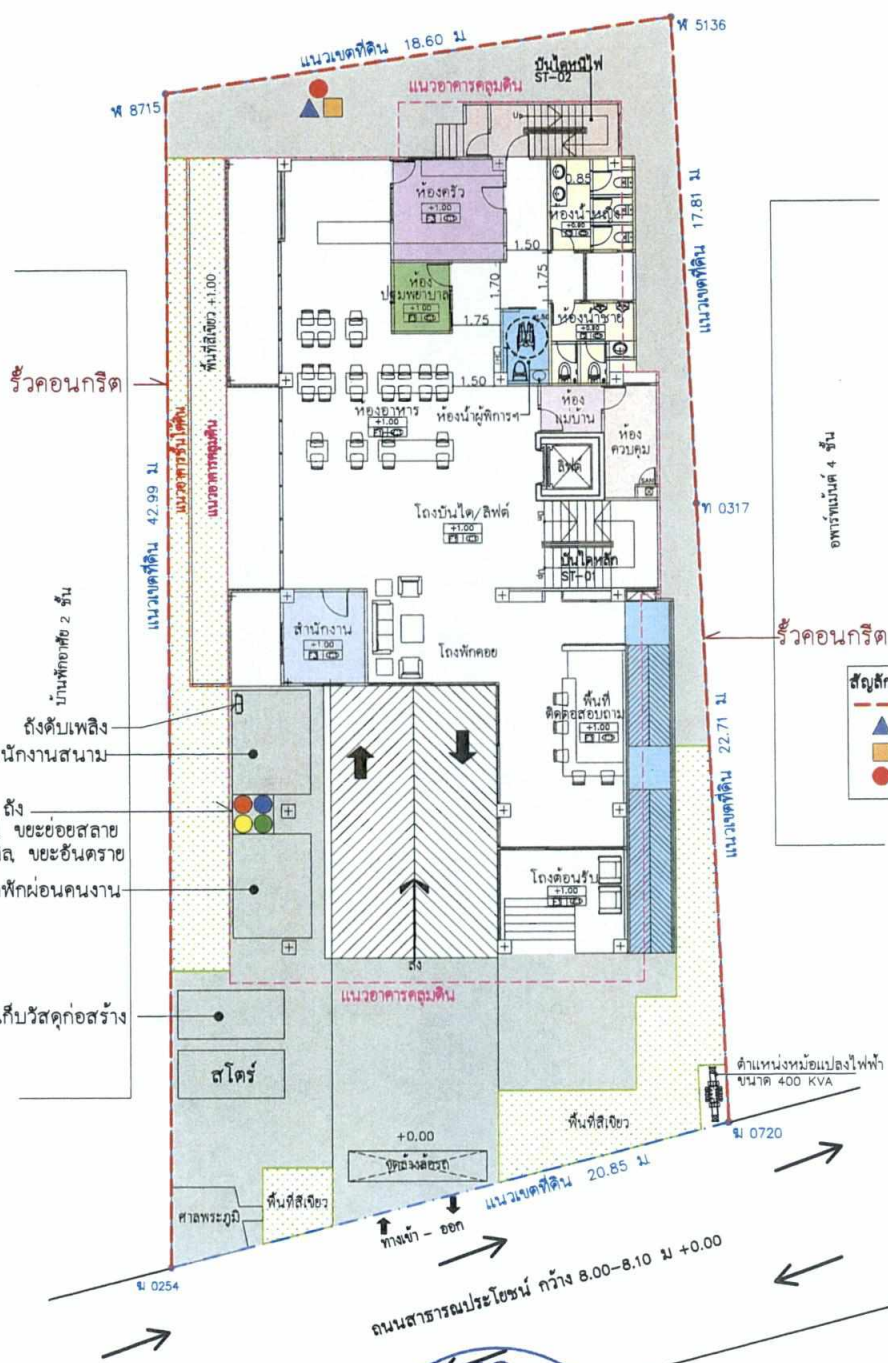 ฬ 5136
แนวเขตที่ดิน 18.60 ม
บันไดหนีไฟ
ST-02
แนวอาคารคลุมดิน
ฬ 8715
UP
ห้องครัว
+1.00
0.85
ห้องน้ำหญิง
+0.80
1.50
แนวเขตที่ดิน 17.81 ม
พื้นที่สีเขียว +1.00
ห้อง
ปฐมพยาบาล
+1.00
1.70
1.75
1.75
ห้องน้ำชาย
+0.80
รั้วคอนกรีต
1.50
ห้องอาหาร
+1.00
ห้องน้ำผู้พิการฯ
ห้อง
แม่บ้าน
ห้อง
ควบคุม
แนวอาคารคลุมดิน
ลิฟต์
อพาร์ทเม้นต์ 4 ชั้น
แนวเขตที่ดิน 42.99 ม
โถงบันได/ลิฟต์
+1.00
ท 0317
บันไดหลัก
ST-01
บ้านพักอาศัย 2 ชั้น
สำนักงาน
+1.00
โถงพักคอย
รั้วคอนกรีต
พื้นที่
ติดต่อสอบถาม
+1.00
ถังดับเพลิง
นักงานสนาม
แนวเขตที่ดิน 22.71 ม
ถัง
ขยะย่อยสลาย
ล, ขยะอันตราย
พักผ่อนคนงาน
โถงต้อนรับ
+1.00
ลง
แนวอาคารคลุมดิน
ก็บวัสดุก่อสร้าง
สโตร์
ตำแหน่งหม้อแปลงไฟฟ้า
ขนาด 400 KVA
พื้นที่สีเขียว
+0.00
จุดล้างล้อรถ
ฆ 0720
แนวเขตที่ดิน 20.85 ม
ศาลพระภูมิ
พื้นที่สีเขียว
ทางเข้า - ออก
ฆ 0254
ถนนสาธารณประโยชน์ กว้าง 8.00-8.10 ม +0.00